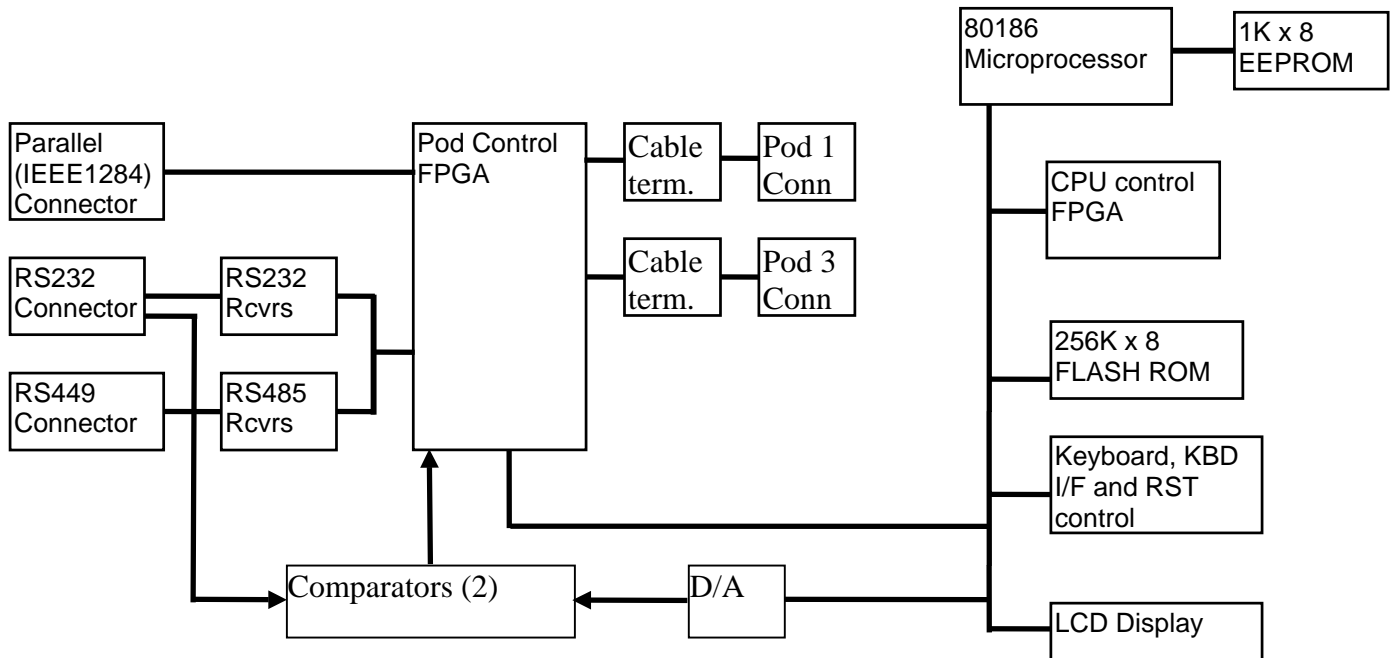 80186
Microprocessor
1K x 8
EEPROM
Parallel
(IEEE1284)
Connector
Pod Control
FPGA
Cable
term.
Pod 1
Conn
CPU control
FPGA
RS232
Connector
RS232
Rcvrs
Cable
term.
Pod 3
Conn
256K x 8
FLASH ROM
RS449
Connector
RS485
Rcvrs
Keyboard, KBD
I/F and RST
control
Comparators (2)
D/A
LCD Display